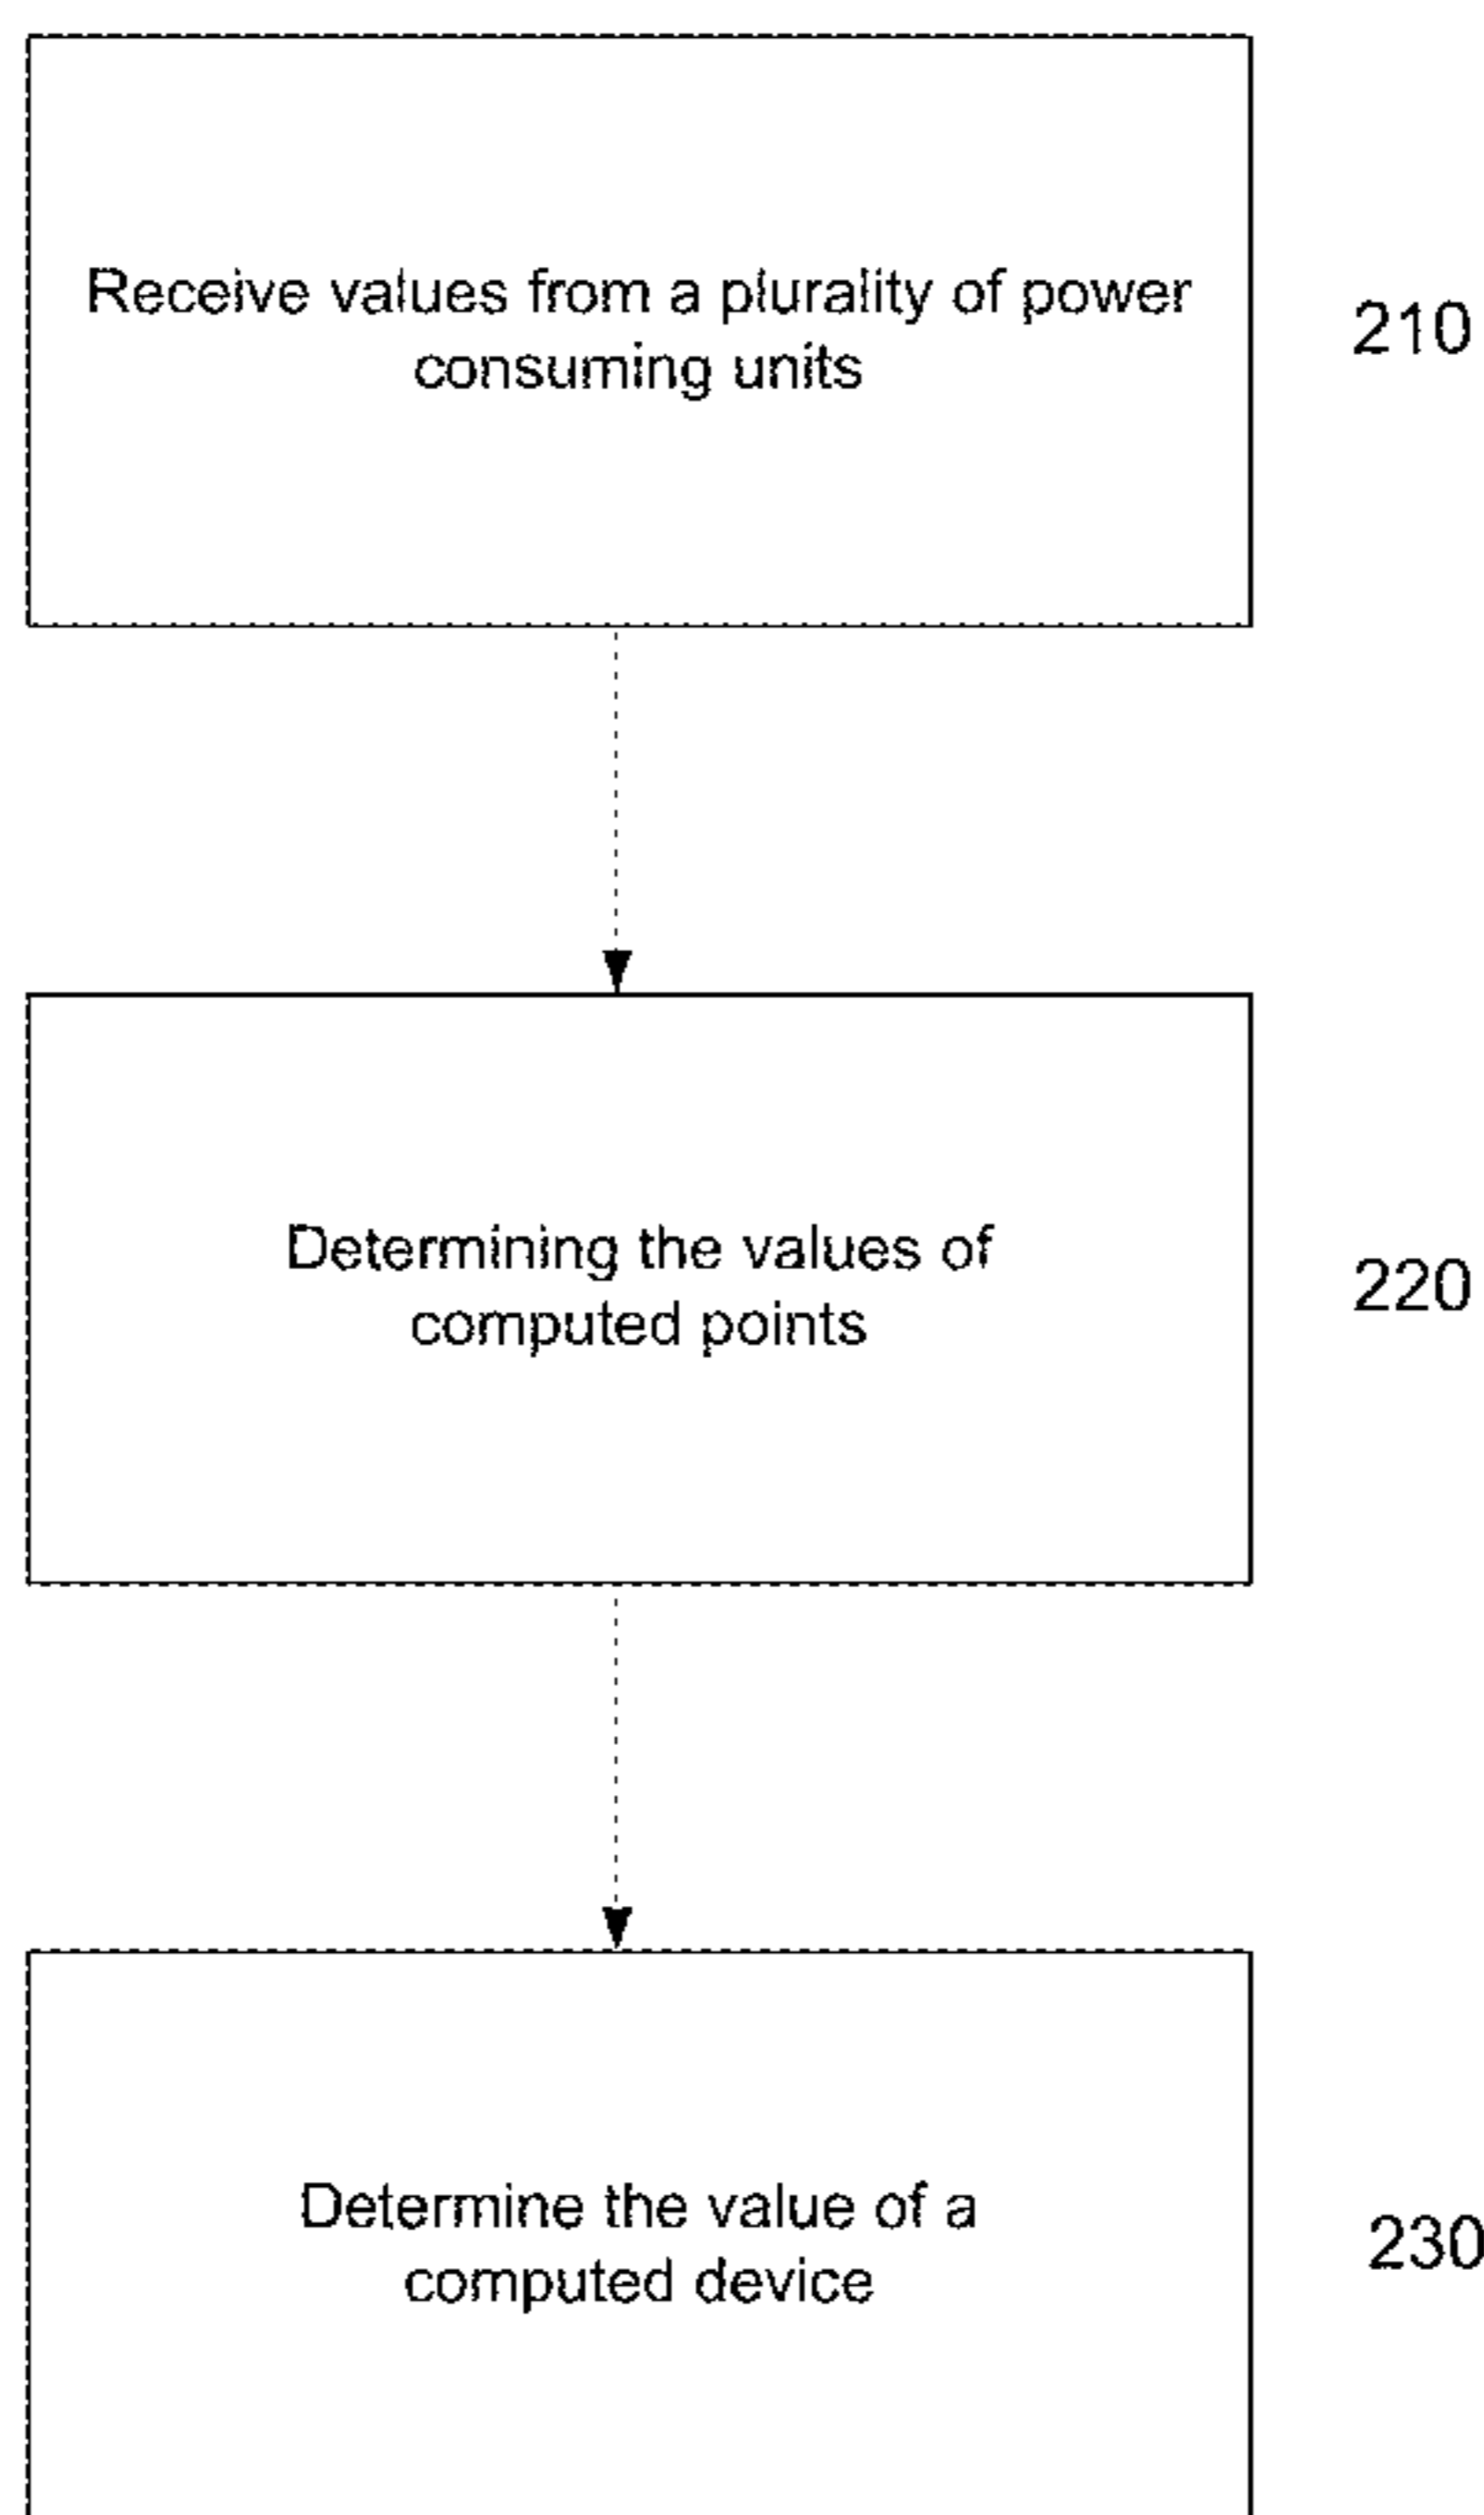 Receive values from a plurality of power
consuming units
210
Determining the values of
computed points
220
Determine the value of a
computed device
230